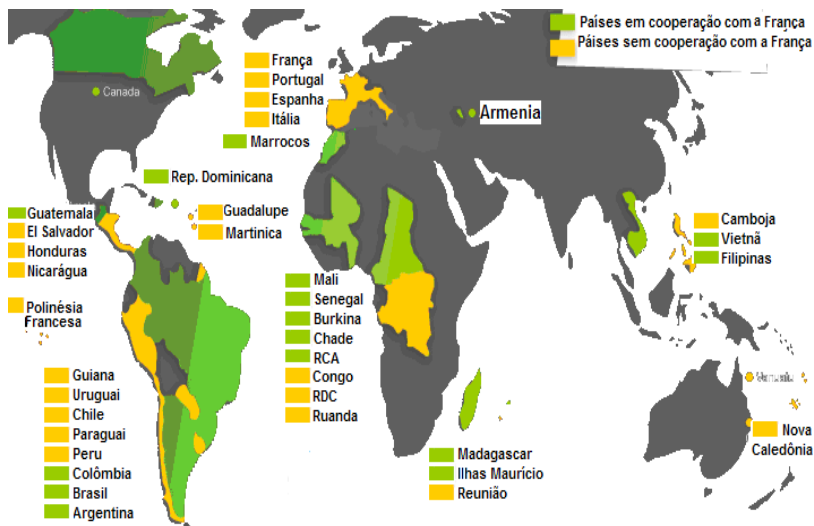 Países em cooperação com a França
Páises sem cooperação com a França
França
Portugal
Espanha
Itália
Marrocos
Canada
Armenia
Rep. Dominicana
Guadalupe
Martinica
Guatemala
El Salvador
Honduras
Nicarágua
Polinésia
Francesa
Camboja
Vietnã
Filipinas
Mali
Senegal
Burkina
Chade
RCA
Congo
RDC
Ruanda
Guiana
Uruguai
Chile
Paraguai
Peru
Colômbia
Brasil
Argentina
Madagascar
Ilhas Maurício
Reunião
Nova
Caledônia